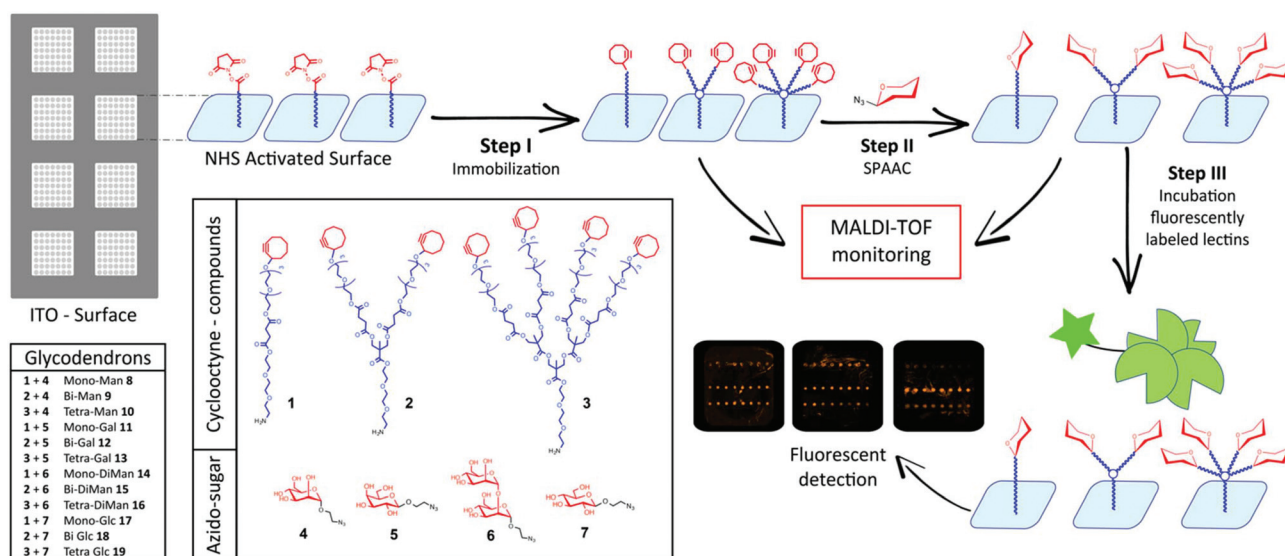 NHS Activated Surface
Step I
Immobilization
N3
Step II
SPAAC
Step III
Incubation
fluorescently
labeled lectins
MALDI-TOF
monitoring
ITO - Surface
Glycodendrons
1 + 4 Mono-Man 8
2 + 4 Bi-Man 9
3 + 4 Tetra-Man 10
1 + 5 Mono-Gal 11
2 + 5 Bi-Gal 12
3 + 5 Tetra-Gal 13
1 + 6 Mono-DiMan 14
2 + 6 Bi-DiMan 15
3 + 6 Tetra-DiMan 16
1 + 7 Mono-Glc 17
2 + 7 Bi Glc 18
3 + 7 Tetra Glc 19
Cyclooctyne - compounds
1
2
3
H2N
H2N
H2N
Azido-sugar
4
5
6
7
Fluorescent
detection